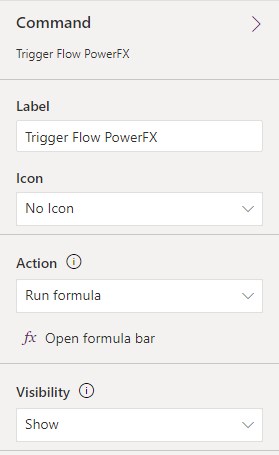 Command
Trigger Flow PowerFX
Label
Trigger Flow PowerFX
Icon
No Icon
Action
Run formula
fx Open formula bar
Visibility
Show